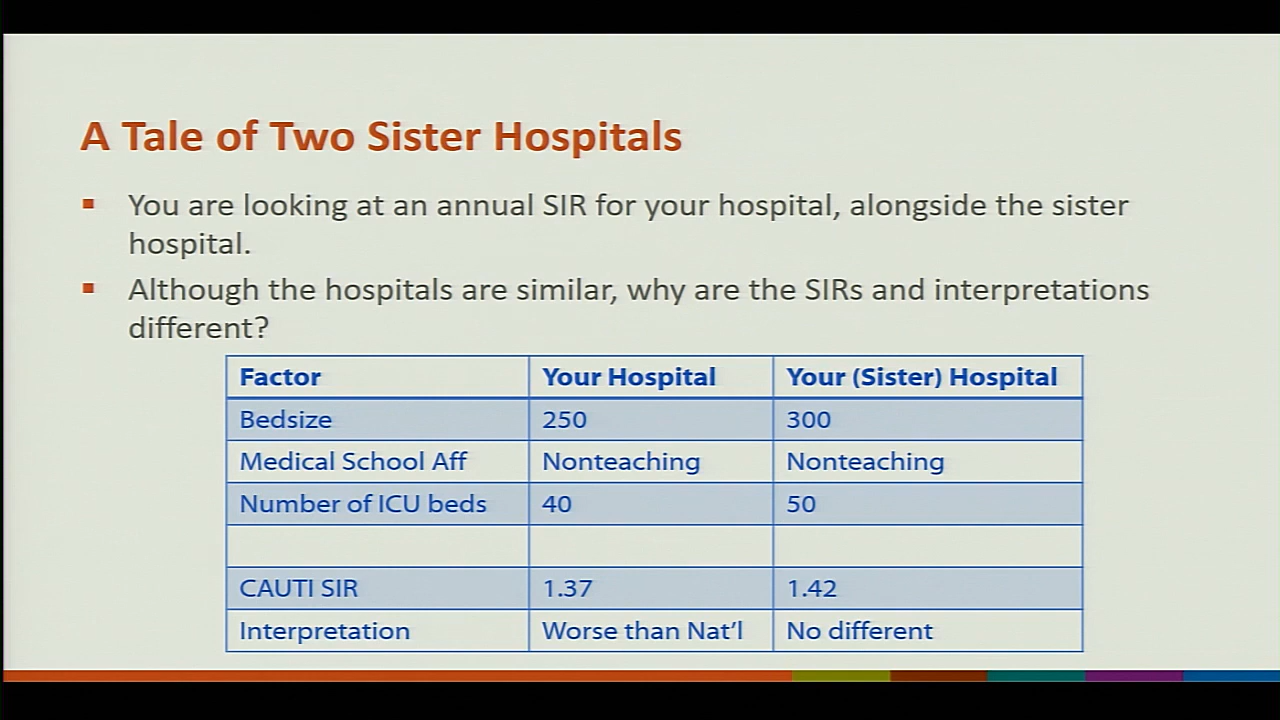 A Tale of Two Sister Hospitals
▪ You are looking at an annual SIR for your hospital, alongside the sister
hospital.
▪ Although the hospitals are similar, why are the SIRs and interpretations
different?
Factor Your Hospital Your (Sister) Hospital
Bedsize 250 300
Medical School Aff Nonteaching Nonteaching
Number of ICU beds 40 50
CAUTI SIR 1.37 1.42
Interpretation Worse than Nat'l No different